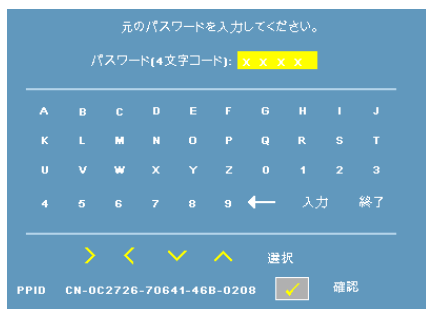 元のパスワードを入力してください。
パスワード(4文字コード): x x x x
A B C D E F G H I J
K L M N O P Q R S T
U V W X Y Z 0 1 2 3
4 5 6 7 8 9 ← 入力 終了
選択
PPID CN-0C2726-70641-46B-0208 ✓ 確認